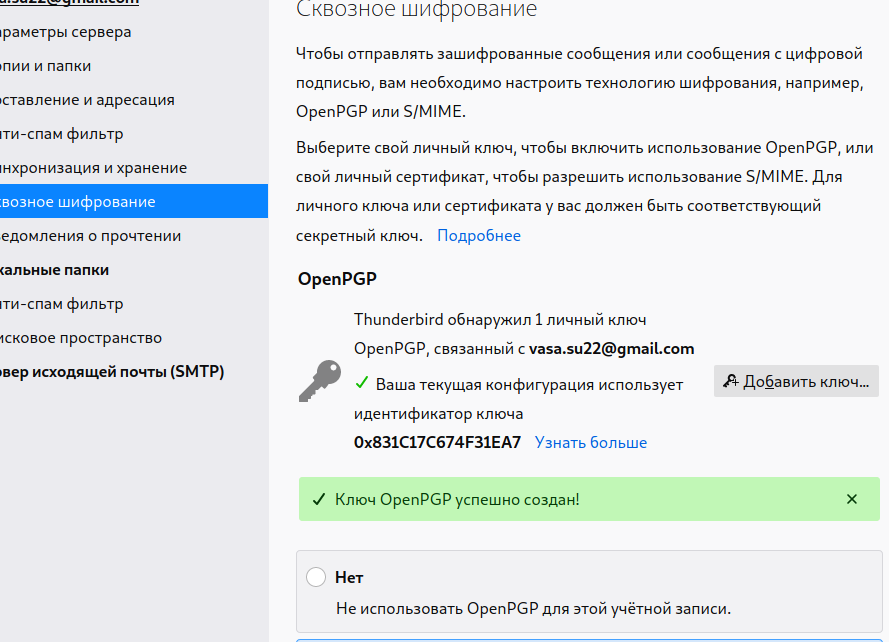 Сквозное шифрование
a.su22@gmail.com
араметры сервера
опии и папки
оставление и адресация
нти-спам фильтр
инхронизация и хранение
квозное шифрование
ведомления о прочтении
кальные папки
нти-спам фильтр
исковое пространство
рвер исходящей почты (SMTP)
Чтобы отправлять зашифрованные сообщения или сообщения с цифровой
подписью, вам необходимо настроить технологию шифрования, например,
OpenPGP или S/MIME.
Выберите свой личный ключ, чтобы включить использование OpenPGP, или
свой личный сертификат, чтобы разрешить использование S/MIME. Для
личного ключа или сертификата у вас должен быть соответствующий
секретный ключ. Подробнее
OpenPGP
Thunderbird обнаружил 1 личный ключ
OpenPGP, связанный с vasa.su22@gmail.com
Ваша текущая конфигурация использует
идентификатор ключа
0x831C17C674F31EA7 Узнать больше
Добавить ключ...
Ключ OpenPGP успешно создан!
Нет
Не использовать OpenPGP для этой учётной записи.